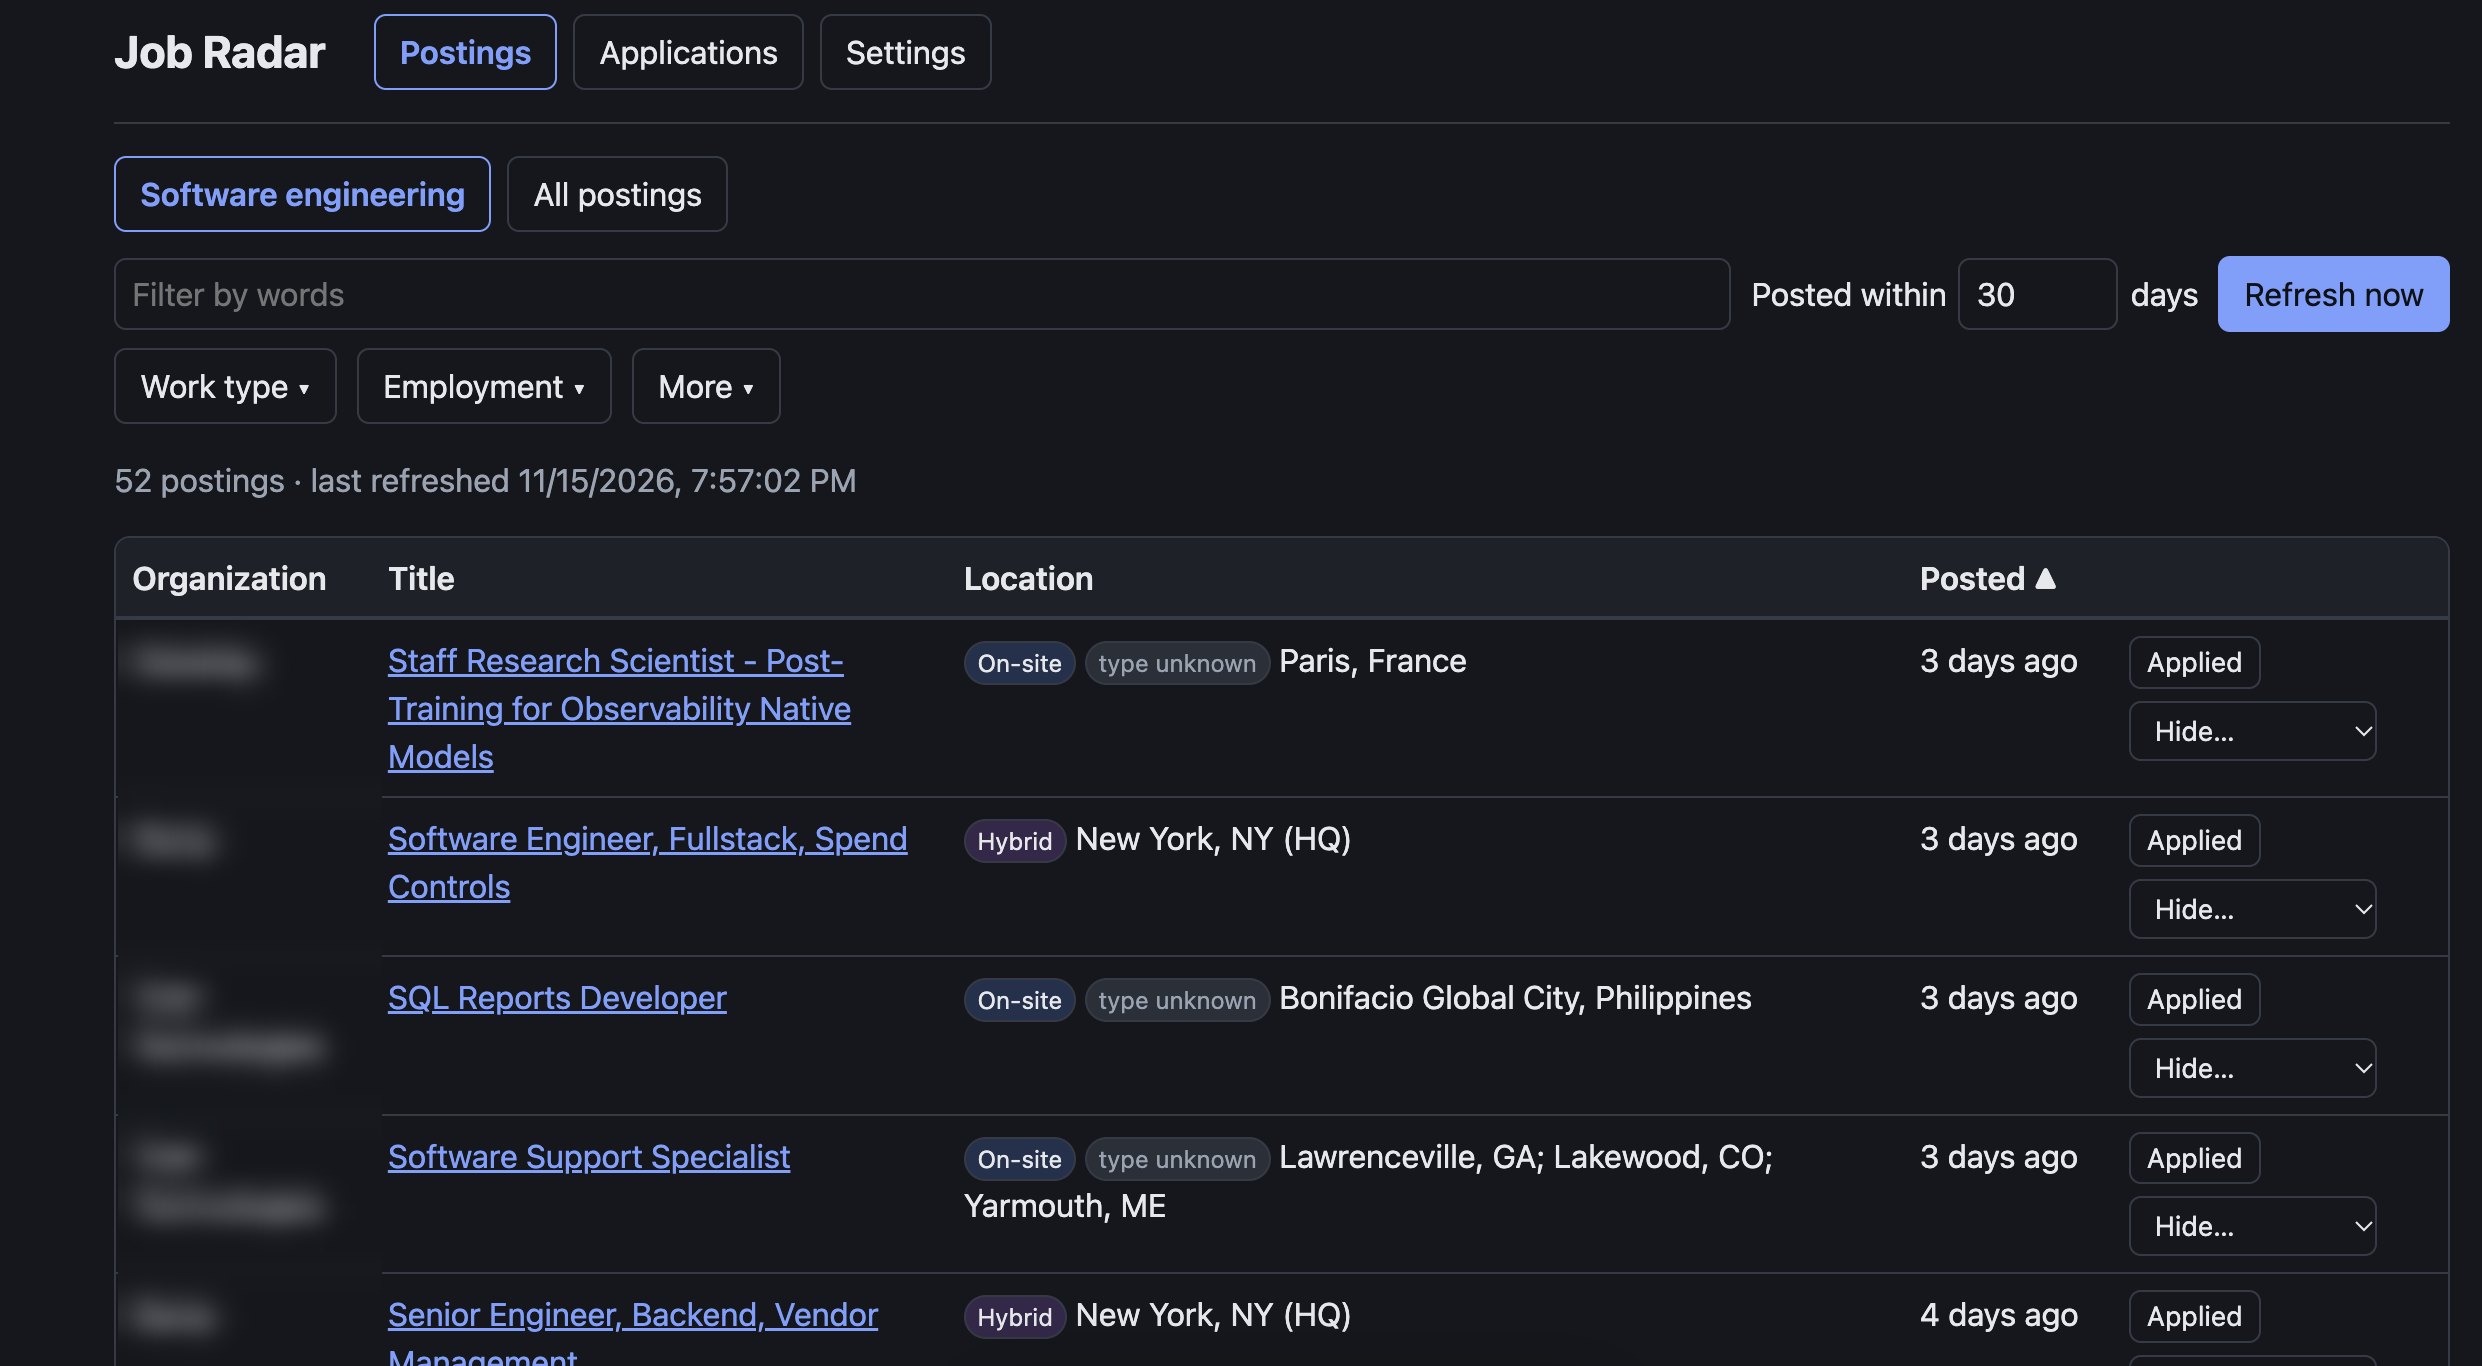 Job Radar Postings Applications Settings
Software engineering All postings
Filter by words Posted within 30 days Refresh now
Work type ▾ Employment ▾ More ▾
52 postings · last refreshed 11/15/2026, 7:57:02 PM
Organization Title Location Posted ▲
Staff Research Scientist - Post- On-site type unknown Paris, France 3 days ago Applied
Training for Observability Native
Hide...
Models
Software Engineer, Fullstack, Spend Hybrid New York, NY (HQ) 3 days ago Applied
Controls
Hide...
SQL Reports Developer On-site type unknown Bonifacio Global City, Philippines 3 days ago Applied
Hide...
Software Support Specialist On-site type unknown Lawrenceville, GA; Lakewood, CO; 3 days ago Applied
Yarmouth, ME
Hide...
Senior Engineer, Backend, Vendor Hybrid New York, NY (HQ) 4 days ago Applied
Management